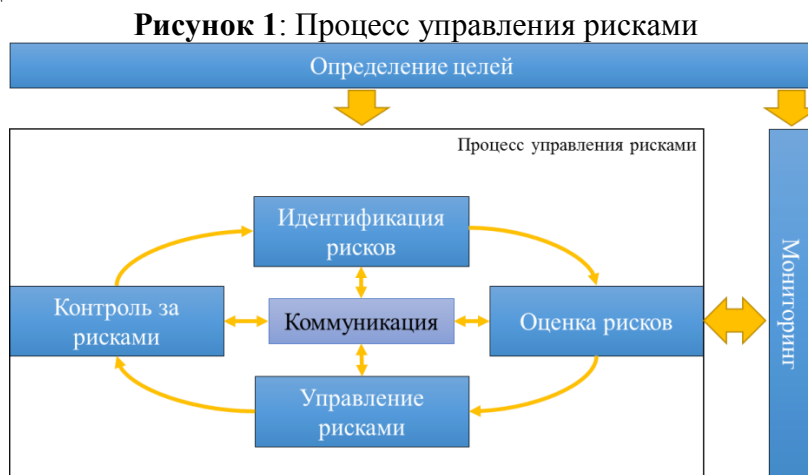 Рисунок 1: Процесс управления рисками
Определение целей
Процесс управления рисками
Идентификация
рисков
Контроль за
рисками
Коммуникация
Оценка рисков
Управление
рисками
Мониторинг